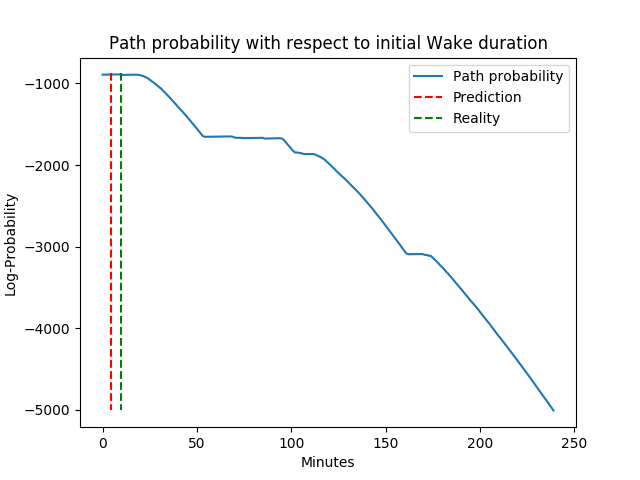 Path probability with respect to initial Wake duration
Path probability
Prediction
Reality
Log-Probability
−1000
−2000
−3000
−4000
−5000
0 50 100 150 200 250
Minutes